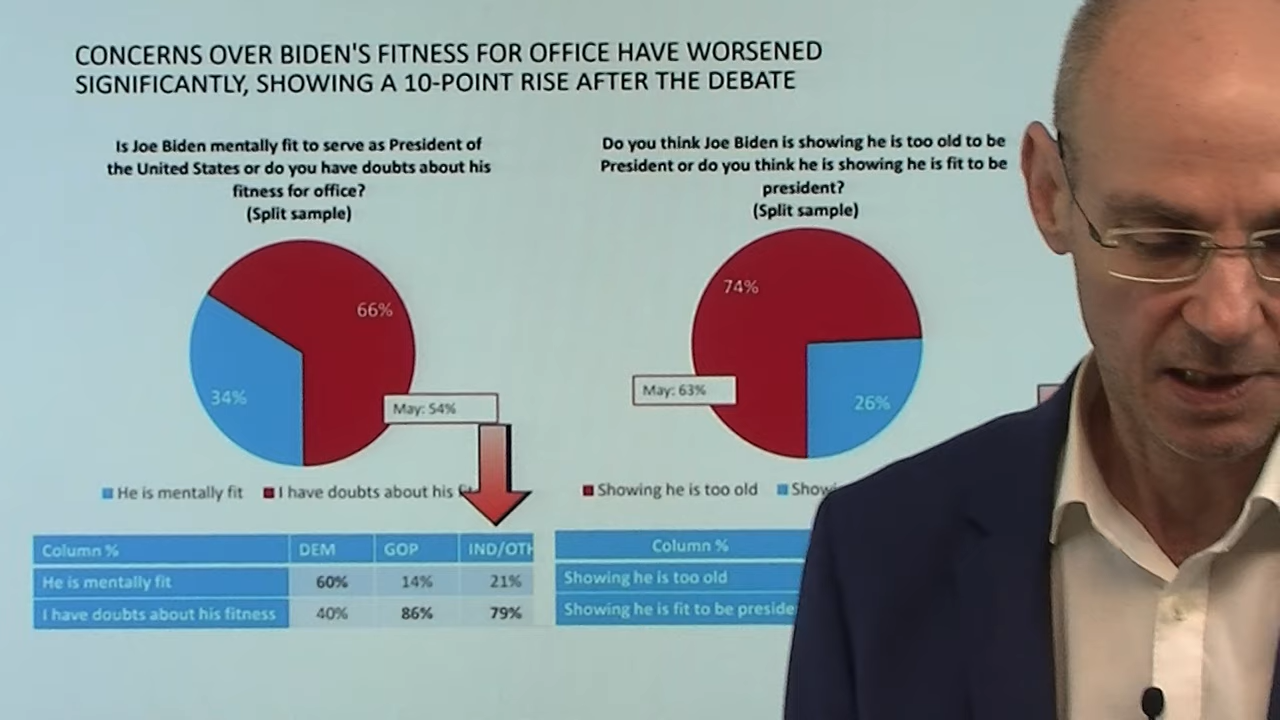 CONCERNS OVER BIDEN'S FITNESS FOR OFFICE HAVE WORSENED
SIGNIFICANTLY, SHOWING A 10-POINT RISE AFTER THE DEBATE
Is Joe Biden mentally fit to serve as President of
the United States or do you have doubts about his
fitness for office?
(Split sample)
66%
34%
May: 54%
He is mentally fit
I have doubts about his
Column %
DEM
GOP
IND/OTH
He is mentally fit
60%
14%
21%
I have doubts about his fitness
40%
86%
79%
Do you think Joe Biden is showing he is too old to be
President or do you think he is showing he is fit to be
president?
(Split sample)
74%
May: 63%
26%
Showing he is too old
Column %
Showing he is too old
Showing he is fit to be